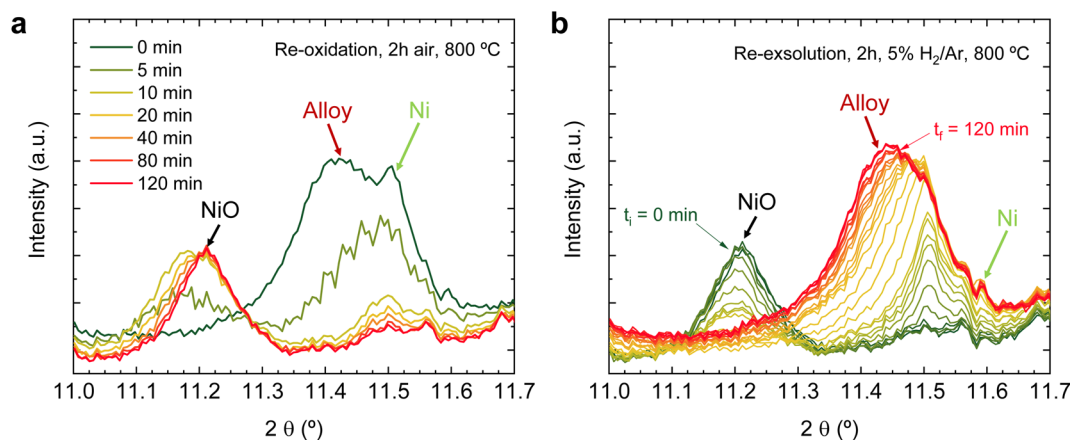 a
Re-oxidation, 2h air, 800 ºC
0 min
5 min
10 min
20 min
40 min
80 min
120 min
Alloy
Ni
NiO
Intensity (a.u.)
11.0 11.1 11.2 11.3 11.4 11.5 11.6 11.7
2 θ (º)
b
Re-exsolution, 2h, 5% H₂/Ar, 800 ºC
Alloy
t_f = 120 min
NiO
t_i = 0 min
Ni
Intensity (a.u.)
11.0 11.1 11.2 11.3 11.4 11.5 11.6 11.7
2 θ (º)